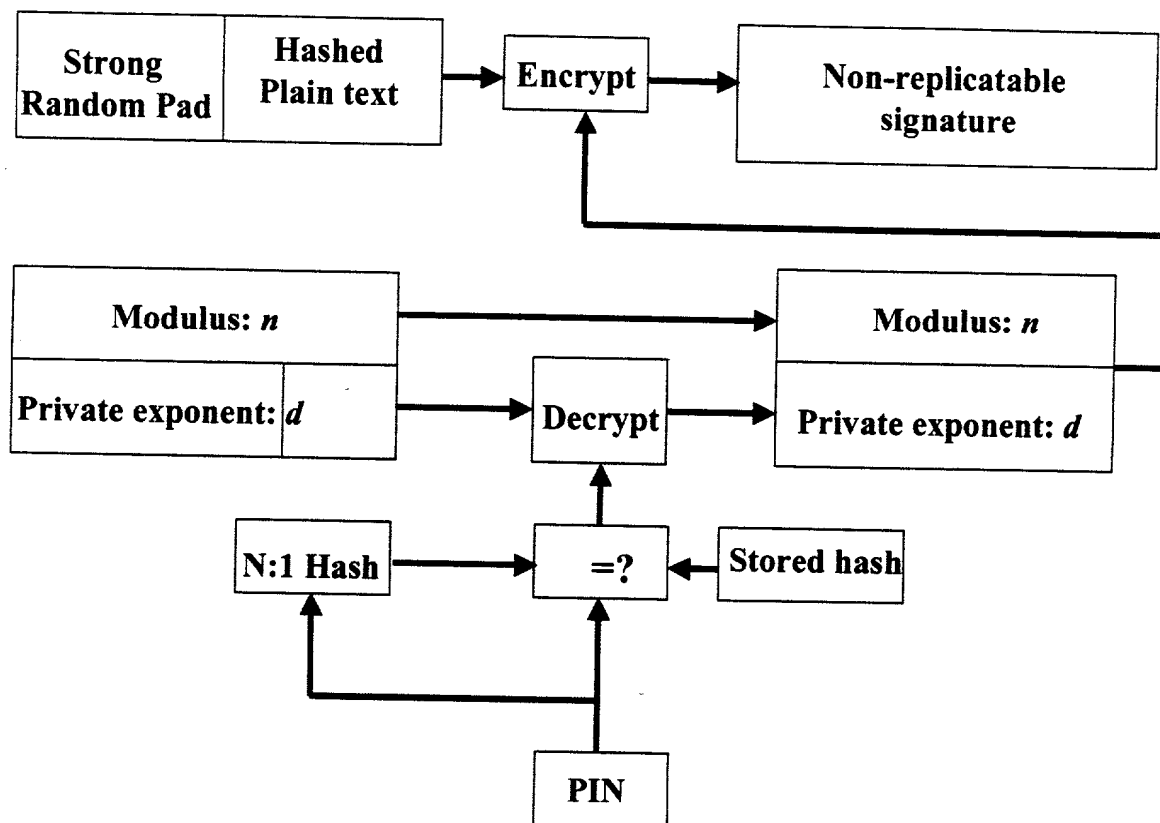 Strong
Random Pad
Hashed
Plain text
Encrypt
Non-replicatable
signature
Modulus: n
Modulus: n
Private exponent: d
Decrypt
Private exponent: d
N:1 Hash
=?
Stored hash
PIN